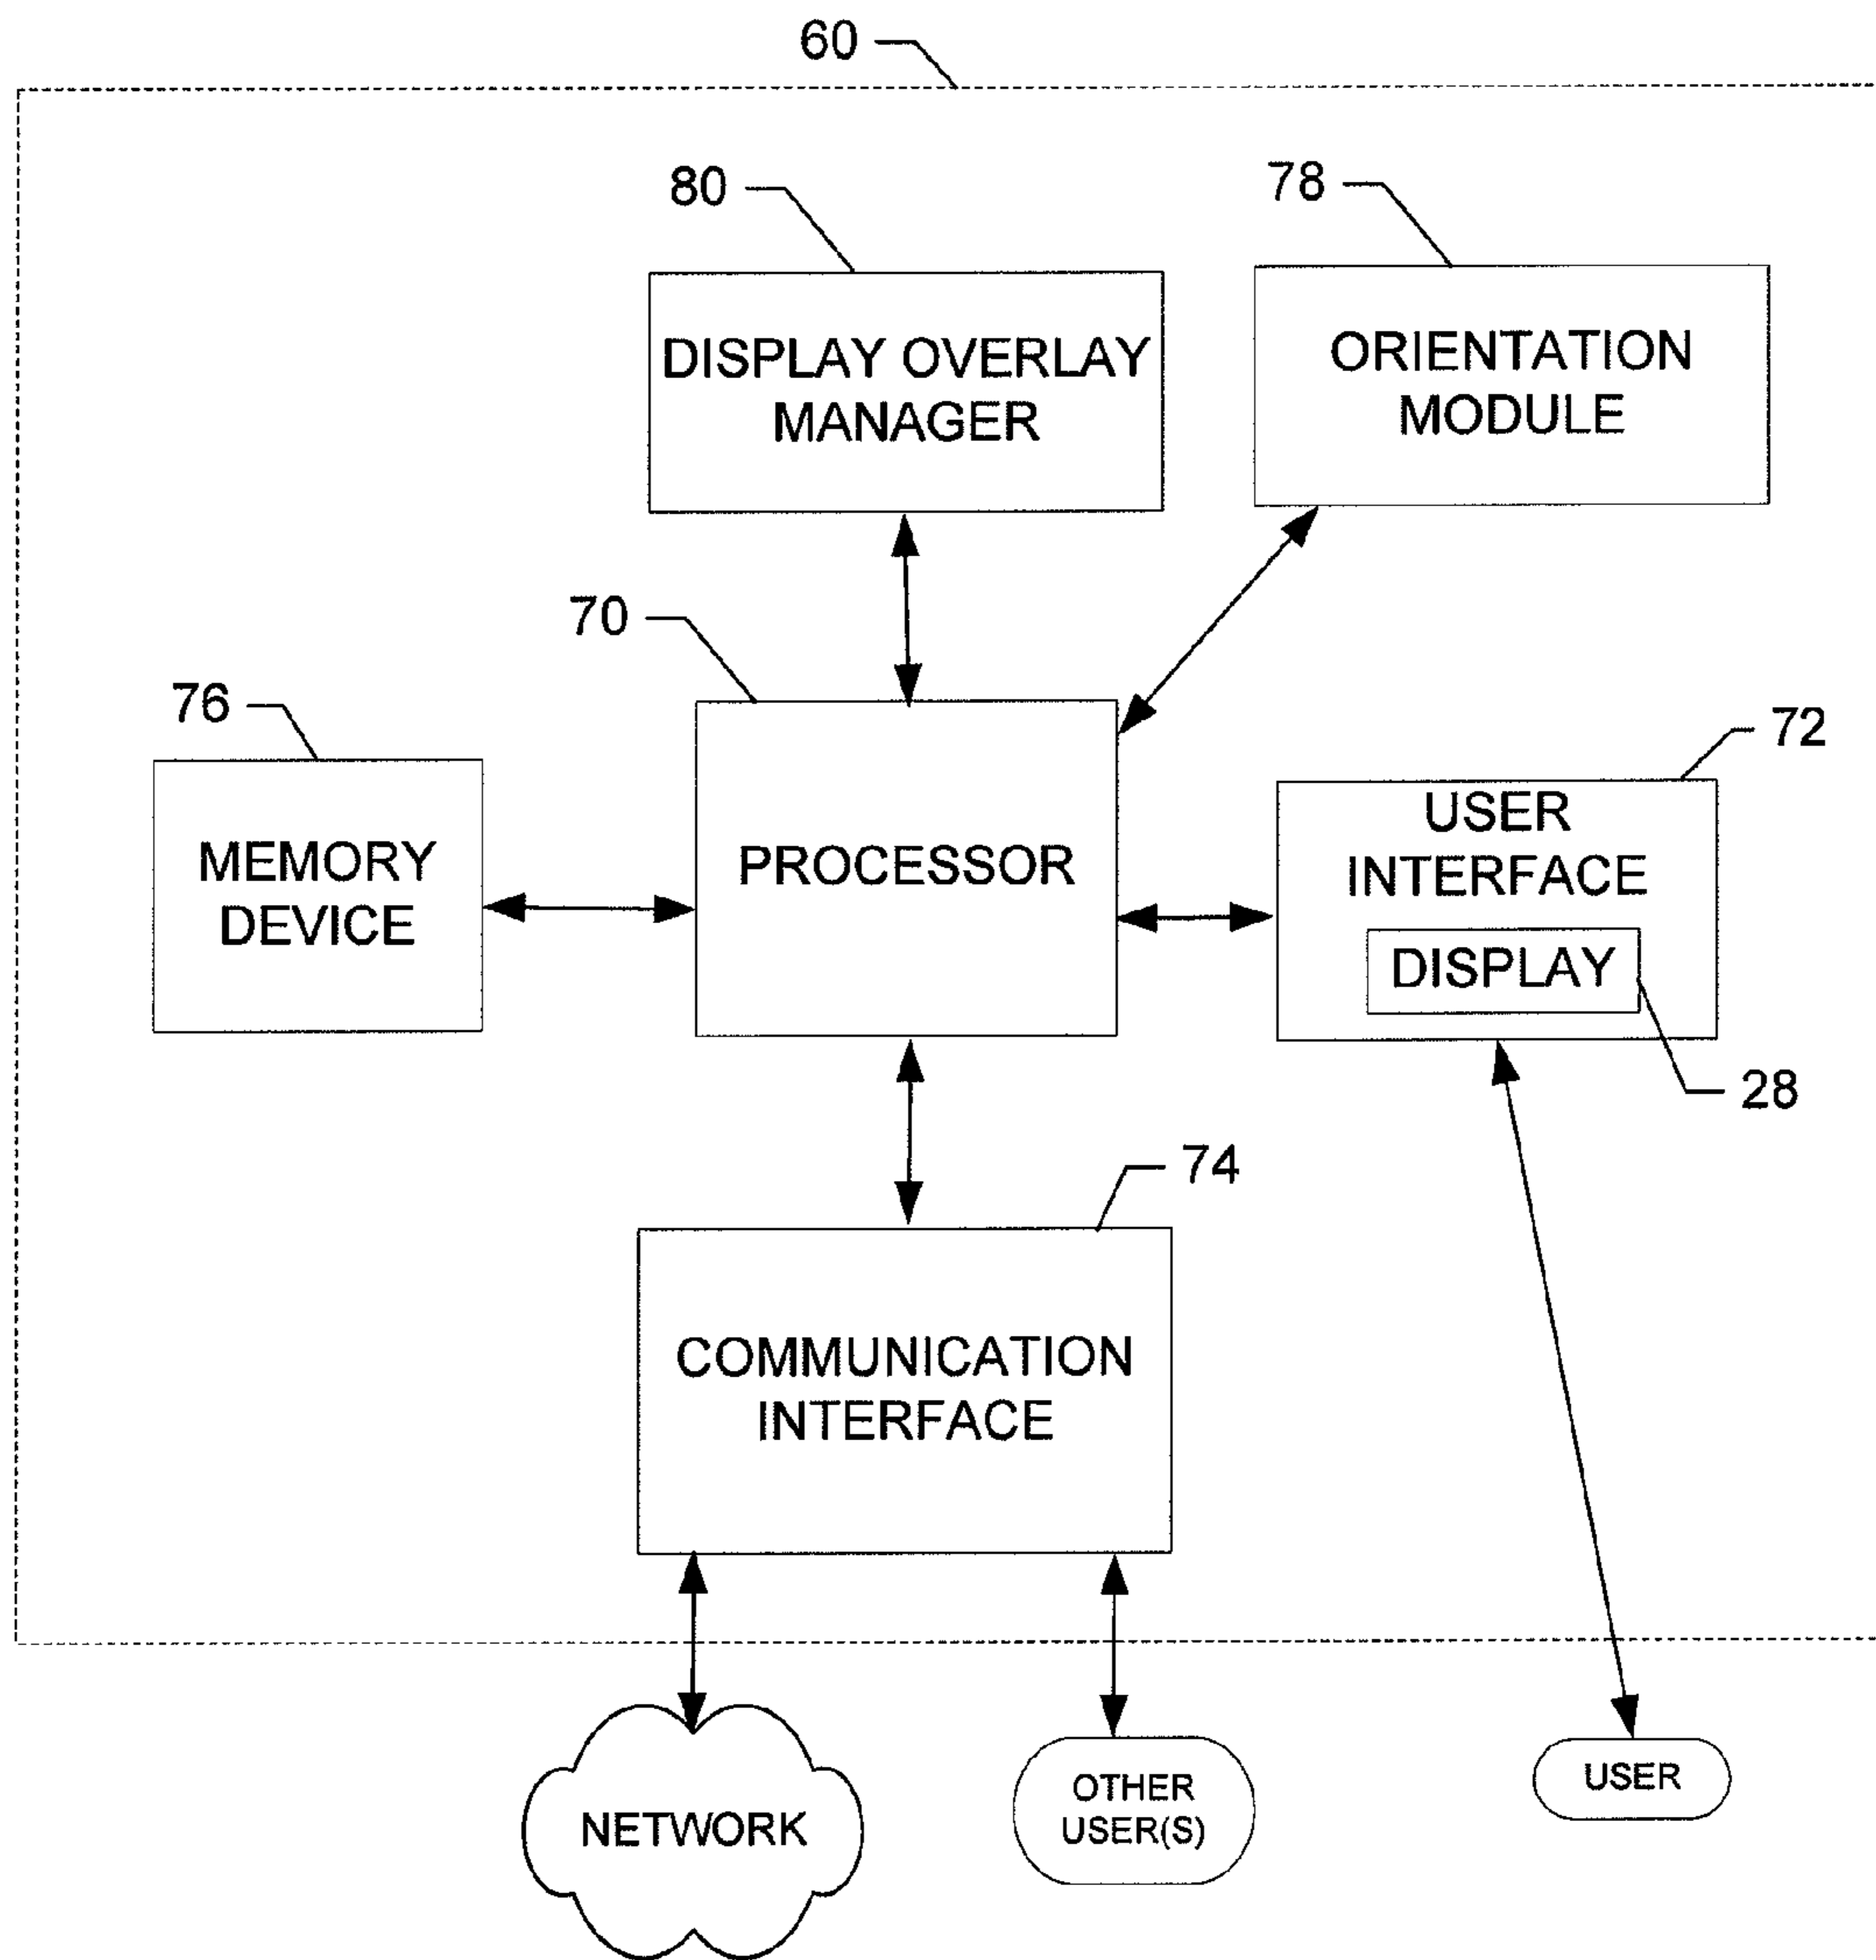 60
80
78
DISPLAY OVERLAY
MANAGER
ORIENTATION
MODULE
70
76
72
MEMORY
DEVICE
PROCESSOR
USER
INTERFACE
DISPLAY
28
74
COMMUNICATION
INTERFACE
NETWORK
OTHER
USER(S)
USER